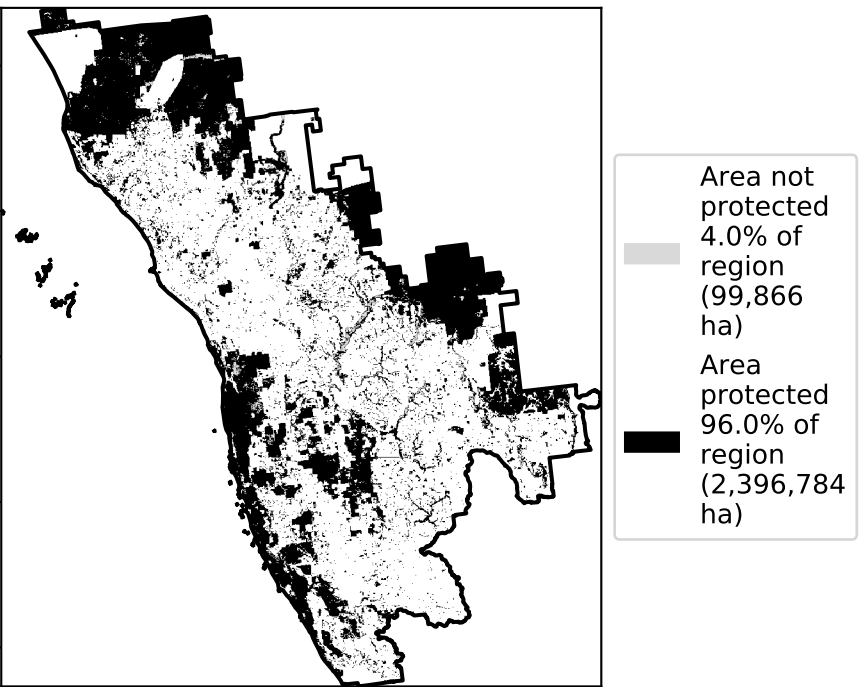 Area not
protected
4.0% of
region
(99,866
ha)
Area
protected
96.0% of
region
(2,396,784
ha)